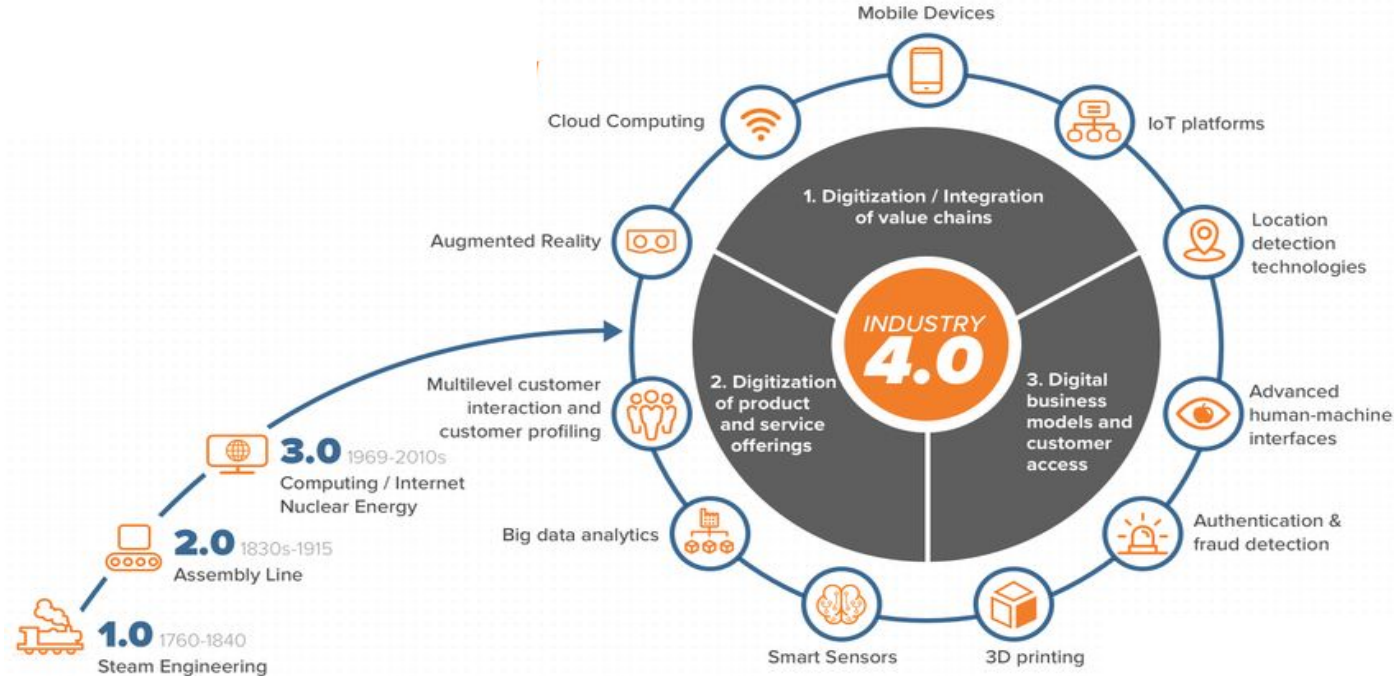 Mobile Devices
Cloud Computing
IoT platforms
1. Digitization / Integration
of value chains
Augmented Reality
Location
detection
technologies
INDUSTRY
4.0
Multilevel customer
interaction and
customer profiling
2. Digitization
of product
and service
offerings
3. Digital
business
models and
customer
access
Advanced
human-machine
interfaces
3.0 1969-2010s
Computing / Internet
Nuclear Energy
Big data analytics
Authentication &
fraud detection
2.0 1830s-1915
Assembly Line
Smart Sensors
3D printing
1.0 1760-1840
Steam Engineering